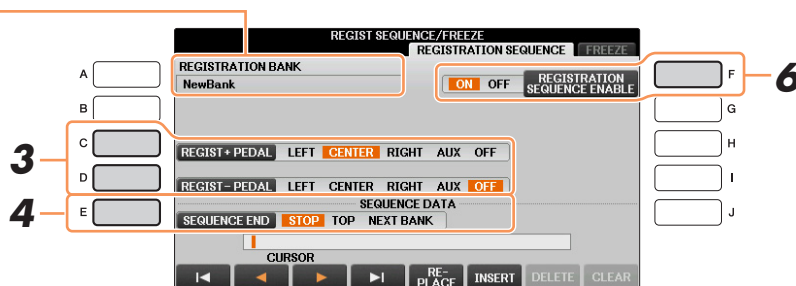 REGIST SEQUENCE/FREEZE
REGISTRATION SEQUENCE FREEZE
REGISTRATION BANK
NewBank
ON OFF REGISTRATION SEQUENCE ENABLE
A
B
C
D
E
F
G
H
I
J
6
3
REGIST+ PEDAL LEFT CENTER RIGHT AUX OFF
REGIST- PEDAL LEFT CENTER RIGHT AUX OFF
4
SEQUENCE DATA
SEQUENCE END STOP TOP NEXT BANK
CURSOR
RE-
PLACE INSERT DELETE CLEAR